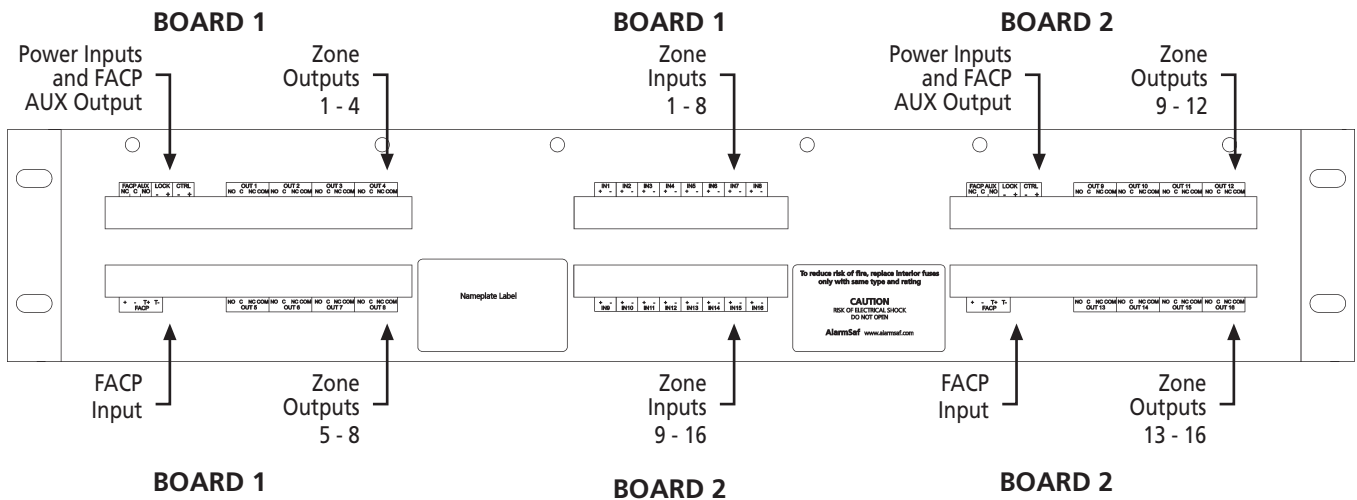 BOARD 1
BOARD 1
BOARD 2
Power Inputs
and FACP
AUX Output
Zone
Outputs
1 - 4
Zone
Inputs
1 - 8
Power Inputs
and FACP
AUX Output
Zone
Outputs
9 - 12
FACP AUX LOCK CTRL
NC C NO - + - +
OUT 1 OUT 2 OUT 3 OUT 4
NO C NC COM NO C NC COM NO C NC COM NO C NC COM
IN1 IN2 IN3 IN4 IN5 IN6 IN7 IN8
+ - + - + - + - + - + - + - + -
FACP AUX LOCK CTRL
NC C NO - + - +
OUT 9 OUT 10 OUT 11 OUT 12
NO C NC COM NO C NC COM NO C NC COM NO C NC COM
+ - T+ T-
FACP
NO C NC COM NO C NC COM NO C NC COM NO C NC COM
OUT 5 OUT 6 OUT 7 OUT 8
Nameplate Label
+ - + - + - + - + - + - + - + -
IN9 IN10 IN11 IN12 IN13 IN14 IN15 IN16
To reduce risk of fire, replace interior fuses
only with same type and rating
CAUTION
RISK OF ELECTRICAL SHOCK
DO NOT OPEN
AlarmSaf www.alarmsaf.com
+ - T+ T-
FACP
NO C NC COM NO C NC COM NO C NC COM NO C NC COM
OUT 13 OUT 14 OUT 15 OUT 16
FACP
Input
Zone
Outputs
5 - 8
Zone
Inputs
9 - 16
FACP
Input
Zone
Outputs
13 - 16
BOARD 1
BOARD 2
BOARD 2